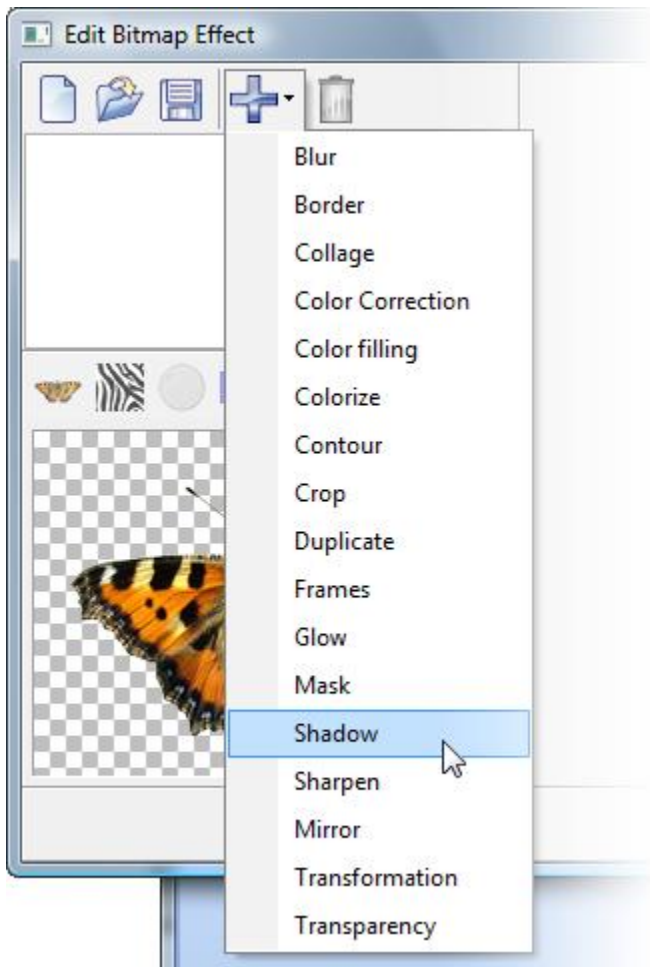 Edit Bitmap Effect
Blur
Border
Collage
Color Correction
Color filling
Colorize
Contour
Crop
Duplicate
Frames
Glow
Mask
Shadow
Sharpen
Mirror
Transformation
Transparency